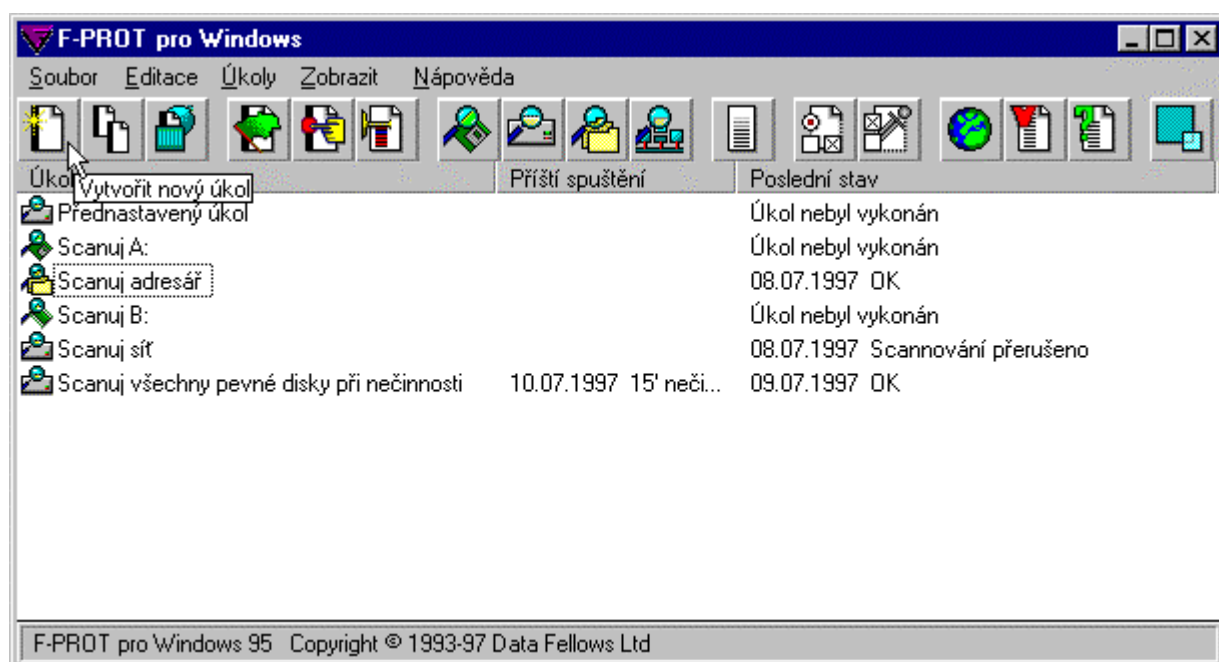 F-PROT pro Windows
Soubor Editace Úkoly Zobrazit Nápověda
Úkol Příští spuštění Poslední stav
Vytvořit nový úkol
Přednastavený úkol Úkol nebyl vykonán
Scanuj A: Úkol nebyl vykonán
Scanuj adresář 08.07.1997 OK
Scanuj B: Úkol nebyl vykonán
Scanuj síť 08.07.1997 Scannování přerušeno
Scanuj všechny pevné disky při nečinnosti 10.07.1997 15' neči... 09.07.1997 OK
F-PROT pro Windows 95 Copyright © 1993-97 Data Fellows Ltd